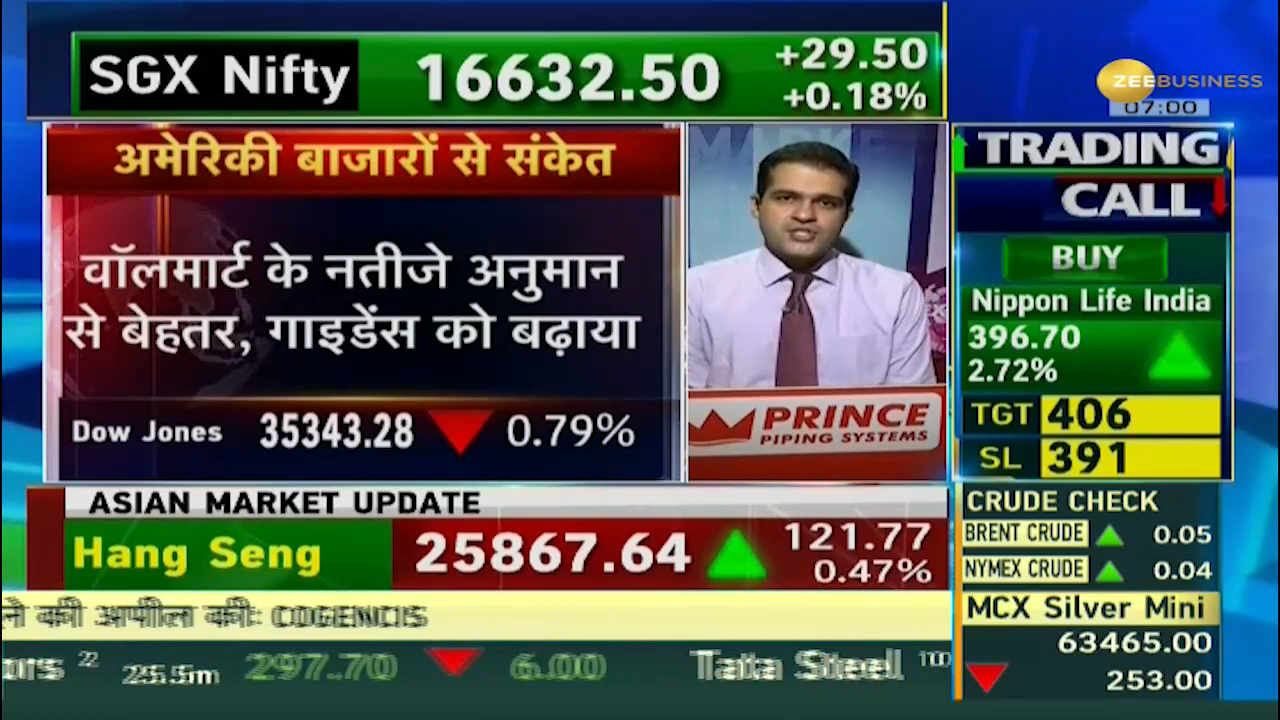 SGX Nifty 16632.50 +29.50
+0.18%
ZEEBUSINESS
07:00
अमेरिकी बाजारों से संकेत
वॉलमार्ट के नतीजे अनुमान
से बेहतर, गाइडेंस को बढ़ाया
Dow Jones 35343.28 0.79%
PRINCE
PIPING SYSTEMS
TRADING
CALL
BUY
Nippon Life India
396.70
2.72%
TGT 406
SL 391
ASIAN MARKET UPDATE
Hang Seng 25867.64 121.77
0.47%
CRUDE CHECK
BRENT CRUDE 0.05
NYMEX CRUDE 0.04
MCX Silver Mini
63465.00
253.00
की अपील की: COGENCIS
297.70 6.00 Tata Steel